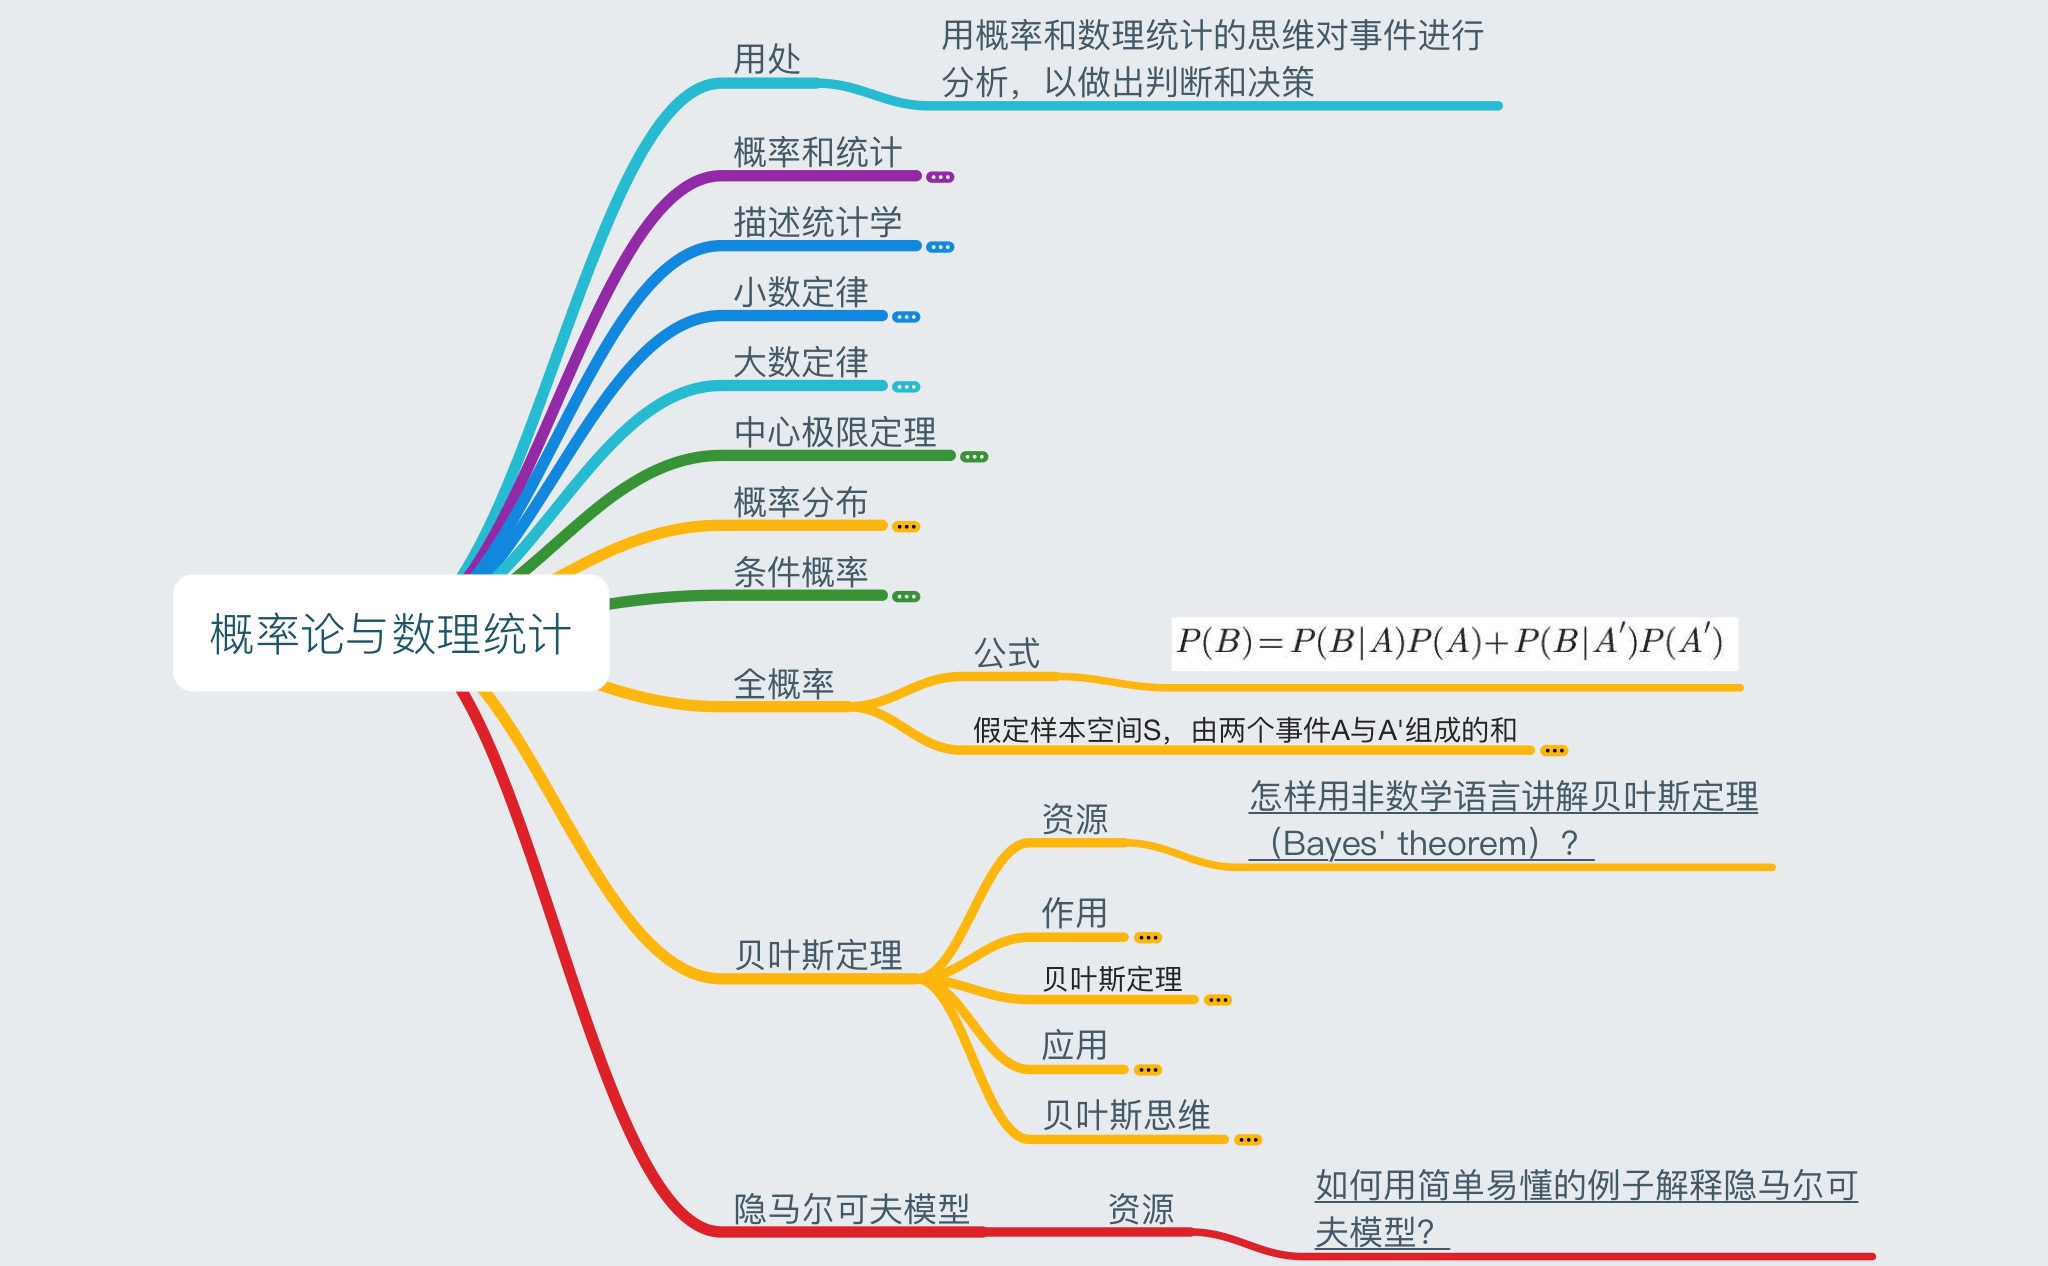 用处
用概率和数理统计的思维对事件进行
分析，以做出判断和决策
概率和统计
描述统计学
小数定律
大数定律
中心极限定理
概率分布
条件概率
概率论与数理统计
全概率
公式
P(B)=P(B|A)P(A)+P(B|A′)P(A′)
假定样本空间S，由两个事件A与A'组成的和
贝叶斯定理
资源
怎样用非数学语言讲解贝叶斯定理
（Bayes' theorem）？
作用
贝叶斯定理
应用
贝叶斯思维
隐马尔可夫模型
资源
如何用简单易懂的例子解释隐马尔可
夫模型？